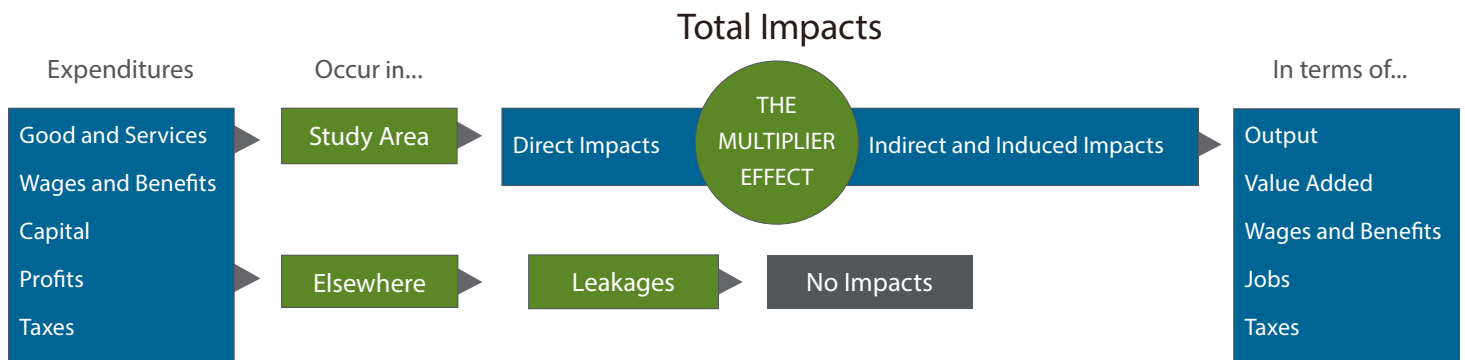 Total Impacts
Expenditures
Occur in...
In terms of...
Good and Services
Wages and Benefits
Capital
Profits
Taxes
Study Area
Direct Impacts
THE
MULTIPLIER
EFFECT
Indirect and Induced Impacts
Elsewhere
Leakages
No Impacts
Output
Value Added
Wages and Benefits
Jobs
Taxes